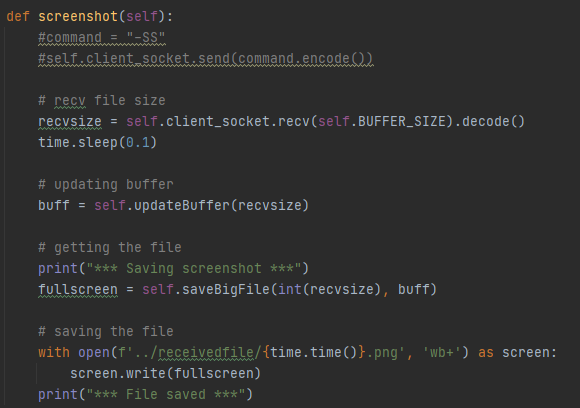 def screenshot(self):
#command = "-SS"
#self.client_socket.send(command.encode())
# recv file size
recvsize = self.client_socket.recv(self.BUFFER_SIZE).decode()
time.sleep(0.1)
# updating buffer
buff = self.updateBuffer(recvsize)
# getting the file
print("*** Saving screenshot ***")
fullscreen = self.saveBigFile(int(recvsize), buff)
# saving the file
with open(f'../receivedfile/{time.time()}.png', 'wb+') as screen:
screen.write(fullscreen)
print("*** File saved ***")